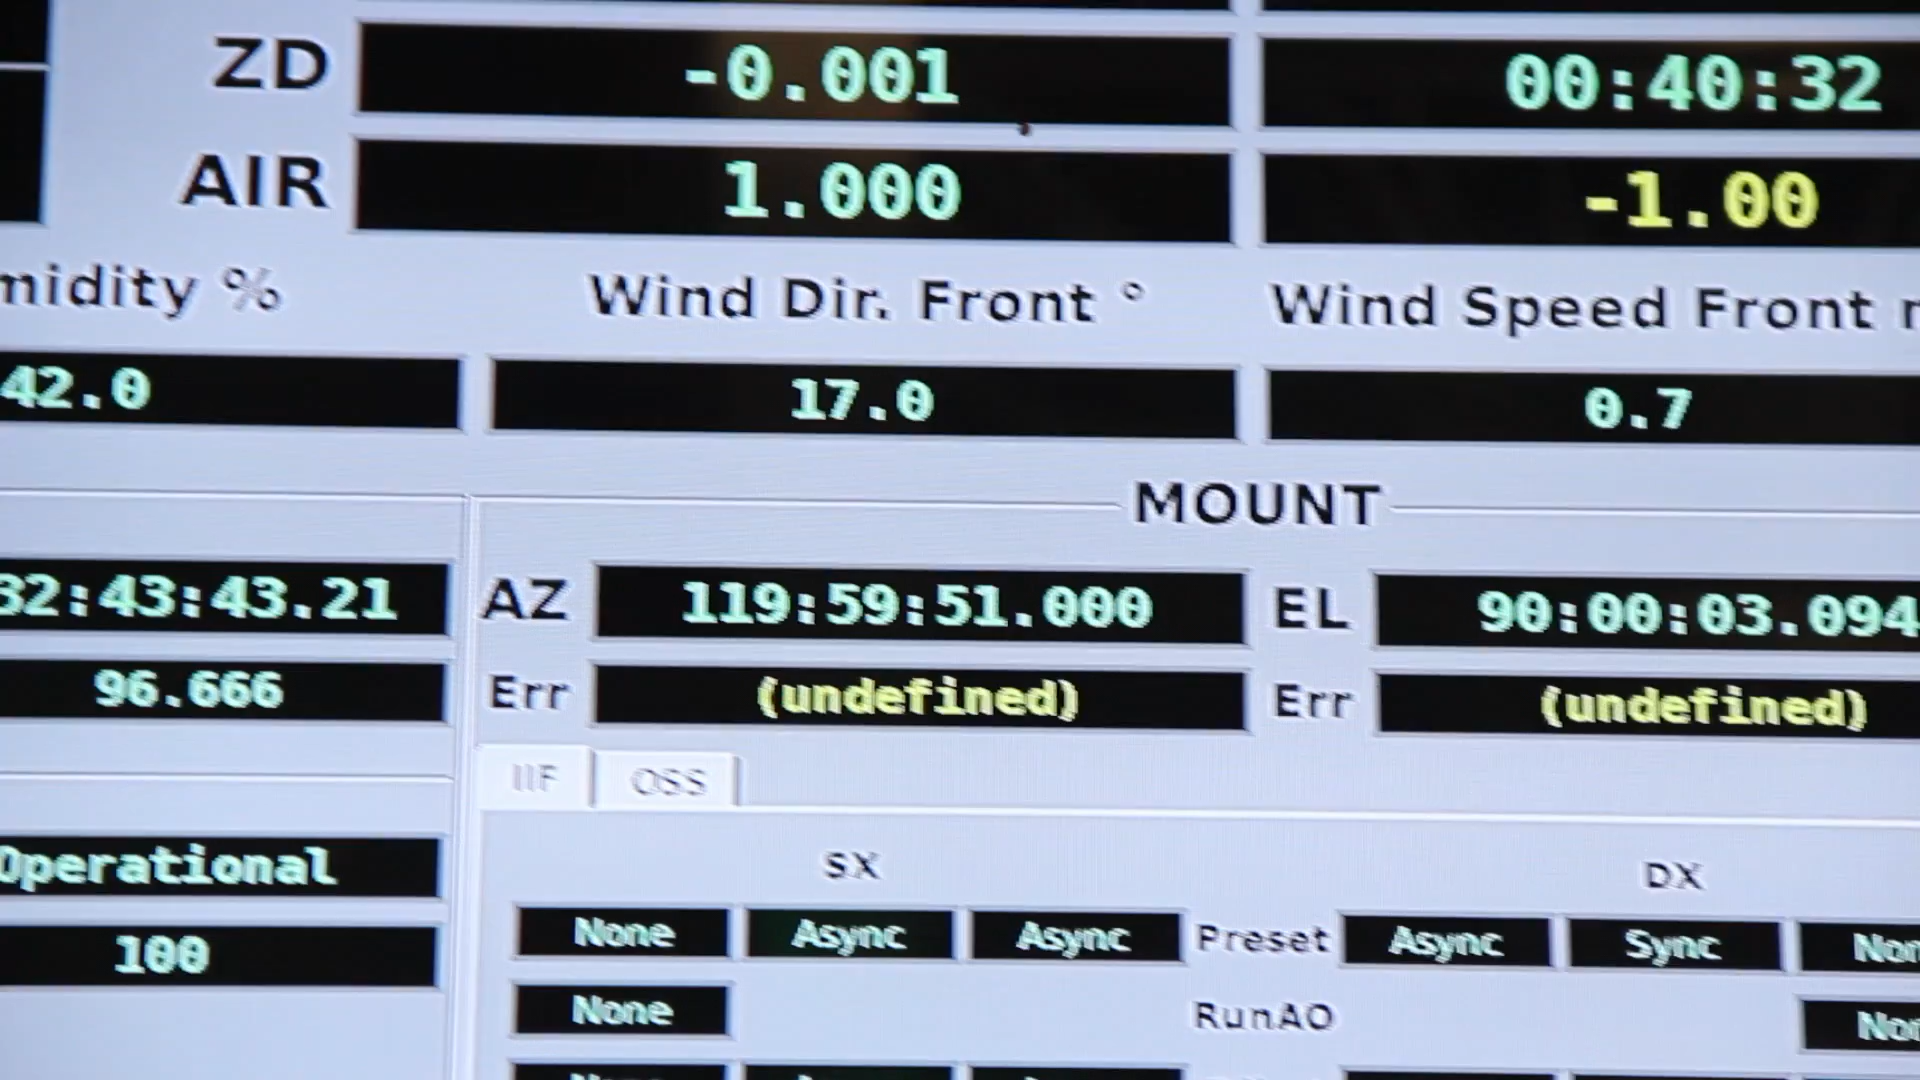 ZD -0.001 00:40:32
AIR 1.000 -1.00
midity % Wind Dir. Front ° Wind Speed Front
42.0 17.0 0.7
MOUNT
32:43:43.21 AZ 119:59:51.000 EL 90:00:03.094
96.666 Err (undefined) Err (undefined)
IIF OSS
Operational
SX DX
None Async Async Preset Async Sync Non
100
None RunAO Non